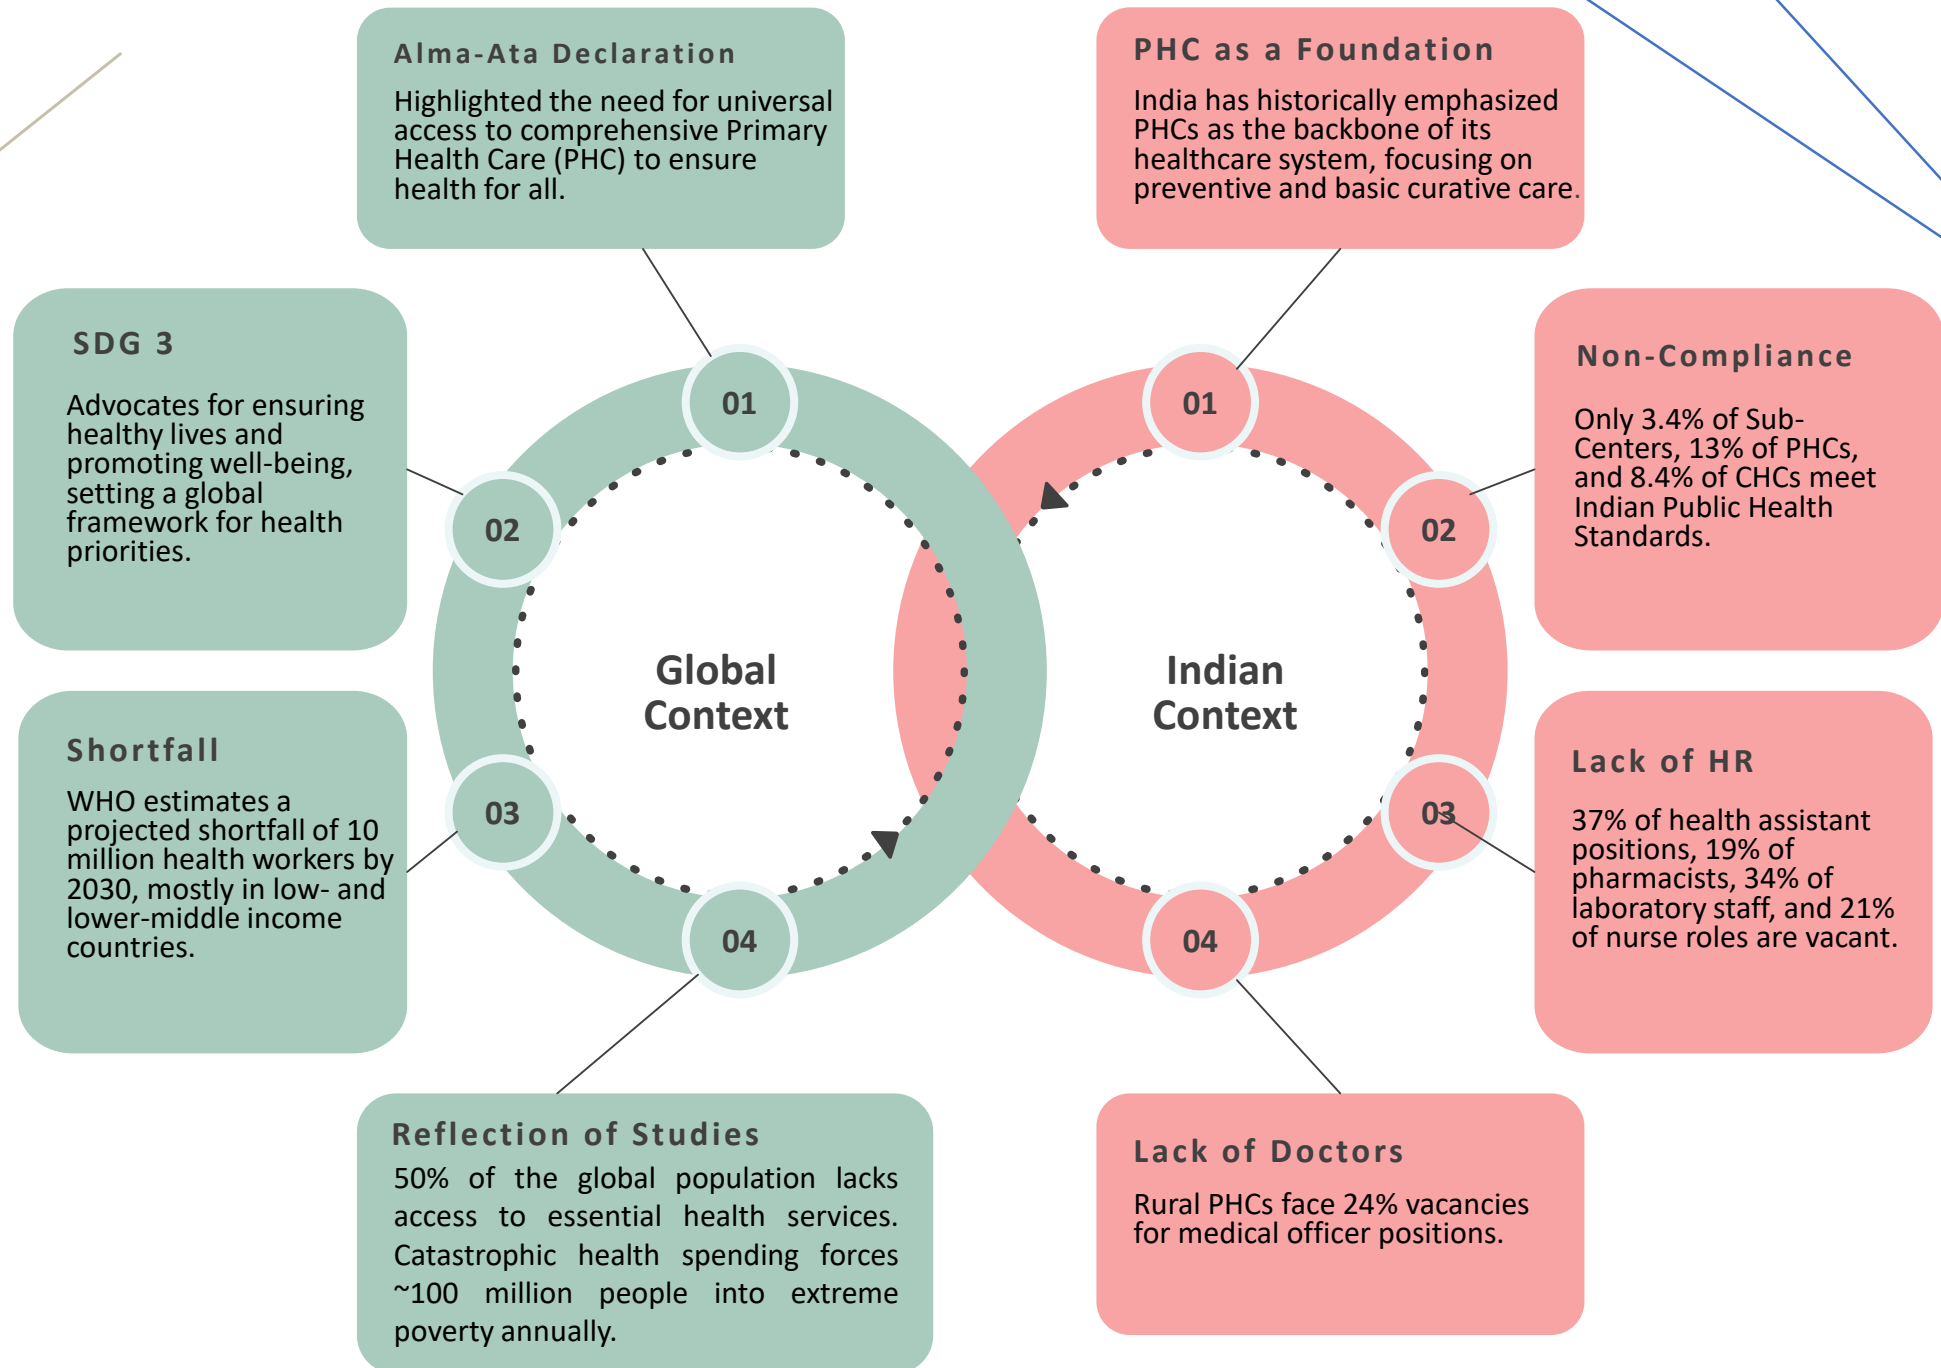 Alma-Ata Declaration
Highlighted the need for universal
access to comprehensive Primary
Health Care (PHC) to ensure
health for all.
PHC as a Foundation
India has historically emphasized
PHCs as the backbone of its
healthcare system, focusing on
preventive and basic curative care.
SDG 3
Advocates for ensuring
healthy lives and
promoting well-being,
setting a global
framework for health
priorities.
Non-Compliance
Only 3.4% of Sub-
Centers, 13% of PHCs,
and 8.4% of CHCs meet
Indian Public Health
Standards.
01
02
03
04
Global
Context
01
02
03
04
Indian
Context
Shortfall
WHO estimates a
projected shortfall of 10
million health workers by
2030, mostly in low- and
lower-middle income
countries.
Lack of HR
37% of health assistant
positions, 19% of
pharmacists, 34% of
laboratory staff, and 21%
of nurse roles are vacant.
Reflection of Studies
50% of the global population lacks
access to essential health services.
Catastrophic health spending forces
~100 million people into extreme
poverty annually.
Lack of Doctors
Rural PHCs face 24% vacancies
for medical officer positions.